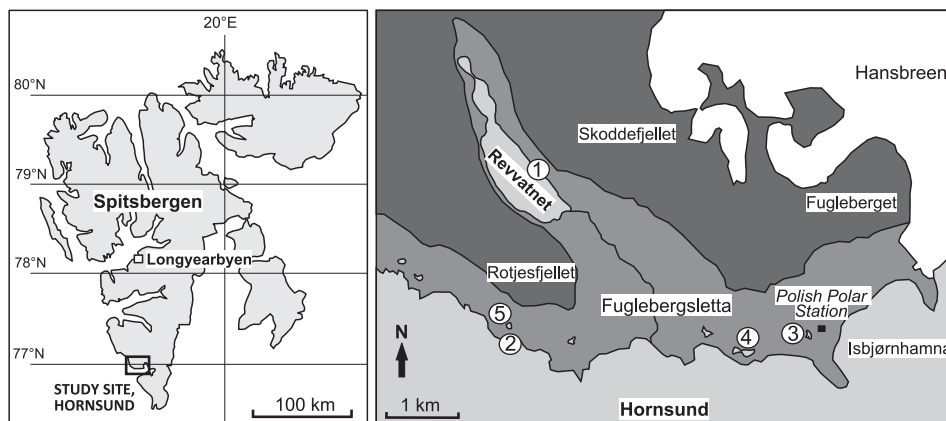 20°E
80°N
79°N
Spitsbergen
Longyearbyen
78°N
77°N
STUDY SITE,
HORNSUND
100 km
Hansbreen
Skoddefjellet
1
Revvatnet
Fugleberget
Rotjesfjellet
Fuglebergsletta
Polish Polar
Station
5
2
4
3
Isbjørnhamna
N
1 km
Hornsund